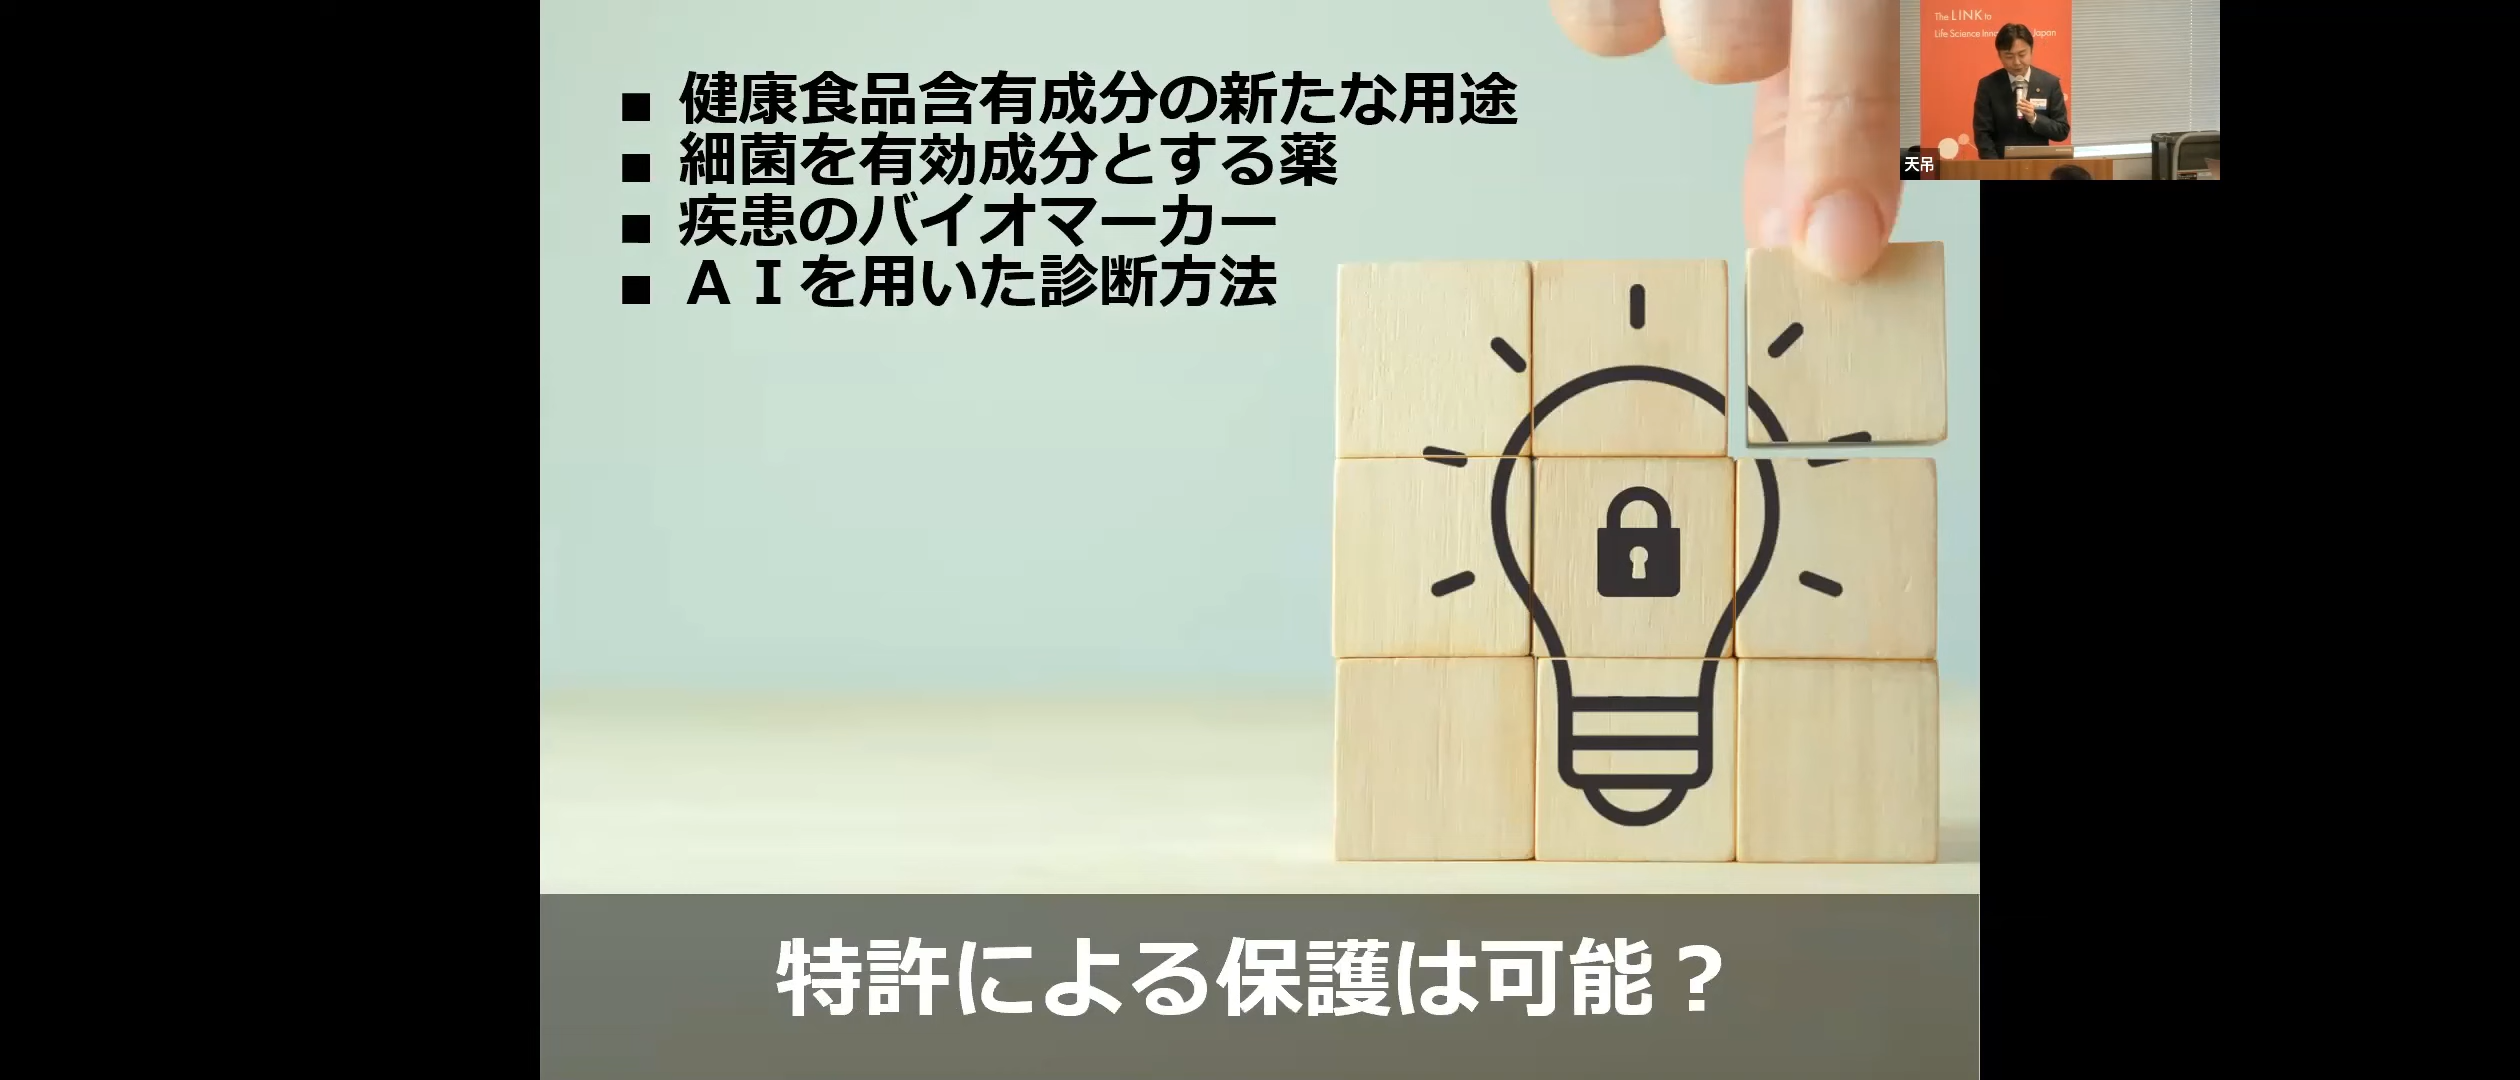 ■ 健康食品含有成分の新たな用途
■ 細菌を有効成分とする薬
■ 疾患のバイオマーカー
■ ＡＩを用いた診断方法
特許による保護は可能？
The LINK to
Life Science Inno Japan
天吊